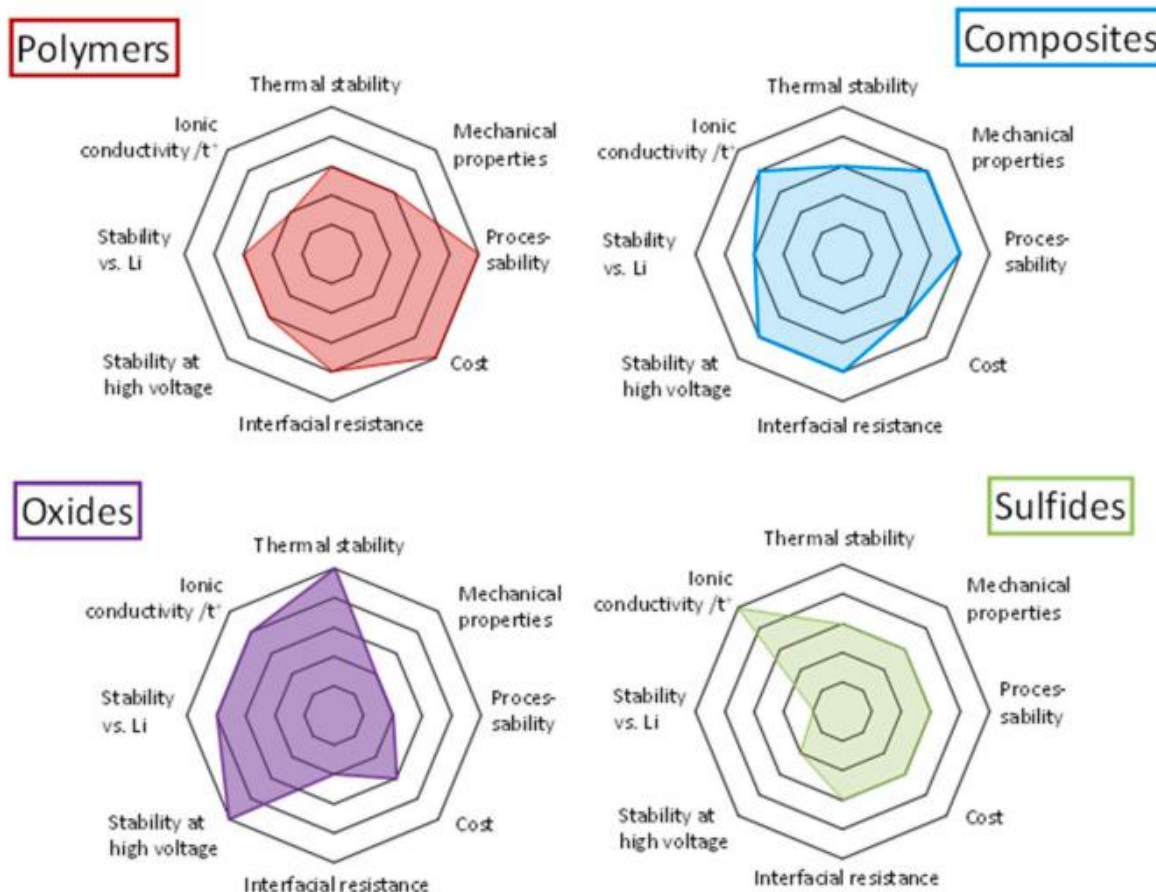 Polymers
Thermal stability
Ionic
conductivity /t⁺
Mechanical
properties
Stability
vs. Li
Proces-
sability
Stability at
high voltage
Cost
Interfacial resistance
Composites
Thermal stability
Ionic
conductivity /t⁺
Mechanical
properties
Stability
vs. Li
Proces-
sability
Stability at
high voltage
Cost
Interfacial resistance
Oxides
Thermal stability
Ionic
conductivity /t⁺
Mechanical
properties
Stability
vs. Li
Proces-
sability
Stability at
high voltage
Cost
Interfacial resistance
Sulfides
Thermal stability
Ionic
conductivity /t⁺
Mechanical
properties
Stability
vs. Li
Proces-
sability
Stability at
high voltage
Cost
Interfacial resistance